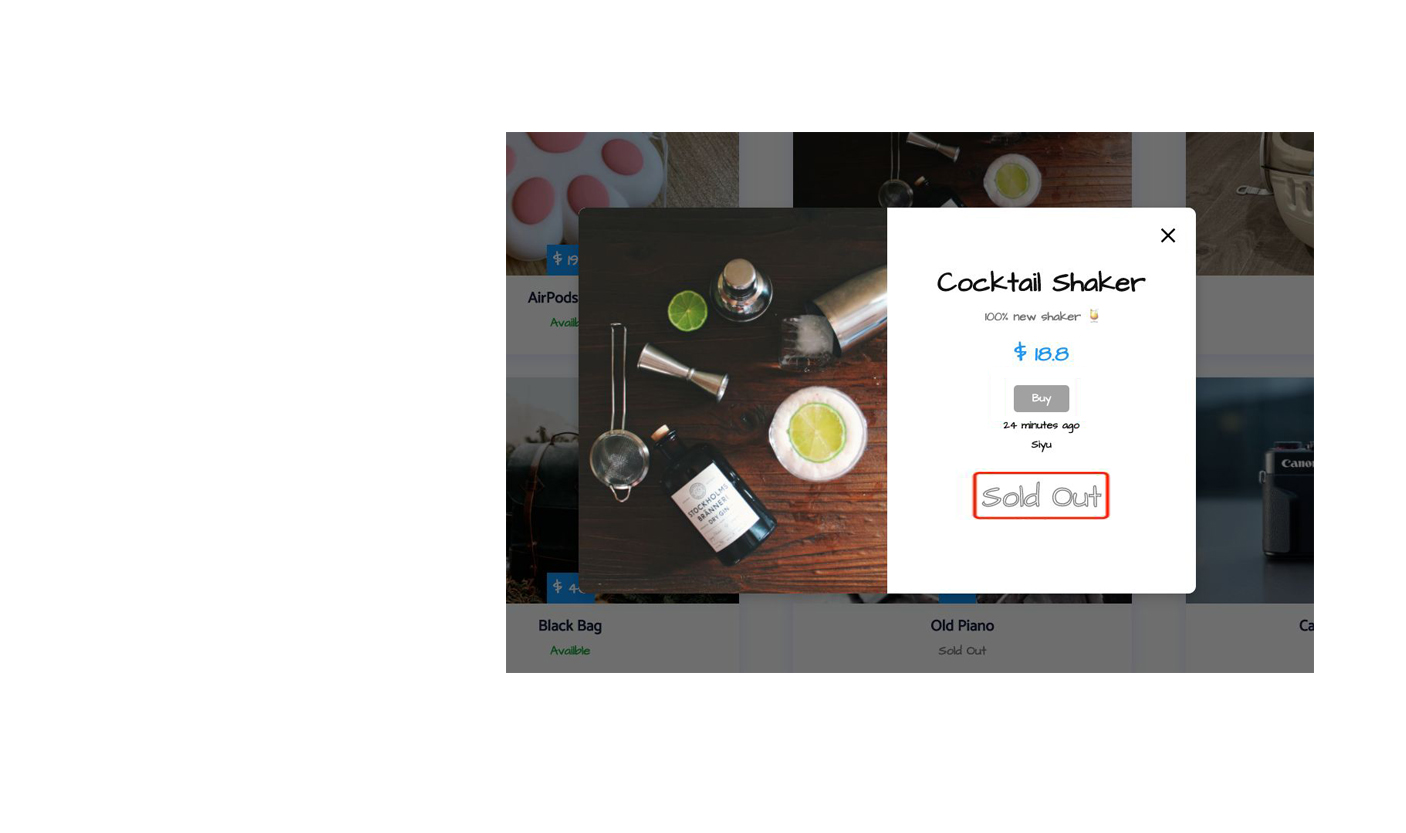 $ 19
AirPods
Availb
Cocktail Shaker
100% new shaker
$ 18.8
Buy
24 minutes ago
Siyu
Sold Out
STOCKHOLMS
BRÄNNERI
DRY GIN
Canon
$ 4
Black Bag
Availble
Old Piano
Sold Out
Ca